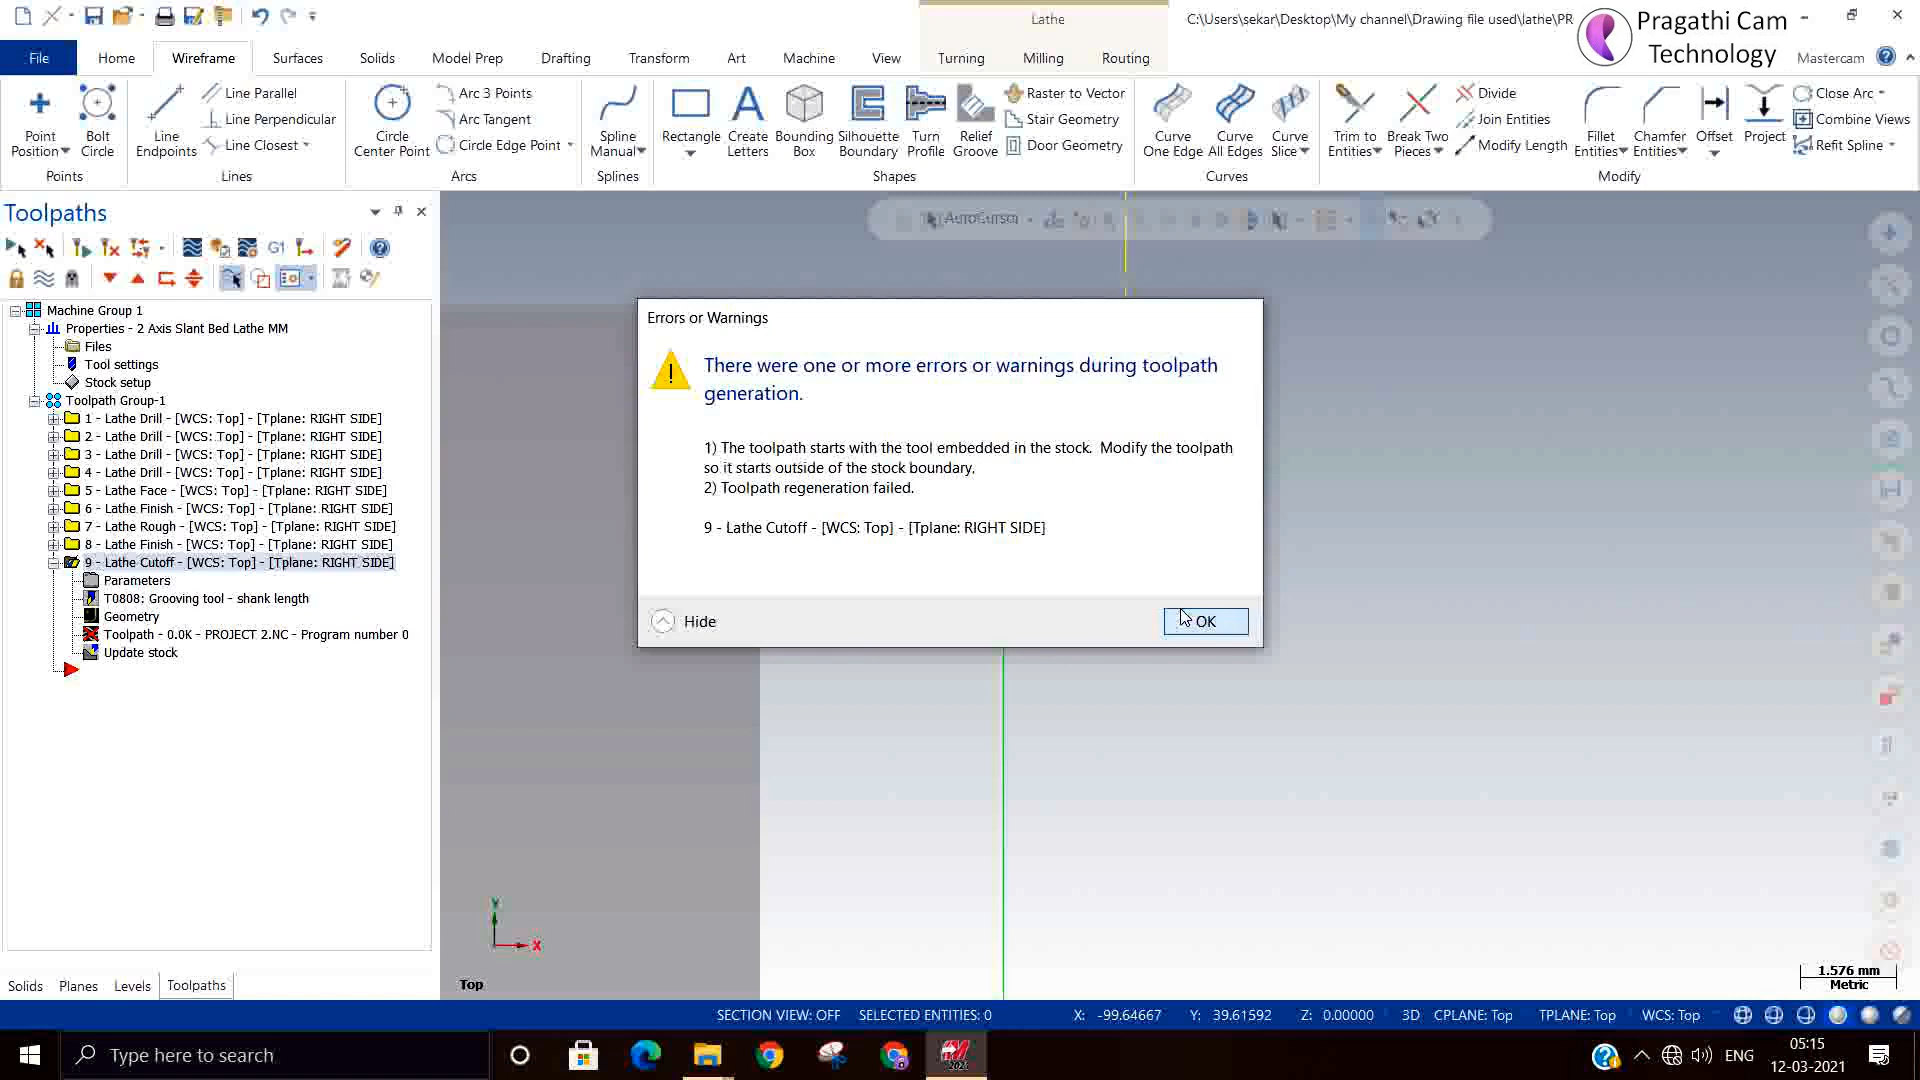 Lathe
C:\Users\sekar\Desktop\My channel\Drawing file used\lathe\PR
Pragathi Cam
Technology
File
Home
Wireframe
Surfaces
Solids
Model Prep
Drafting
Transform
Art
Machine
View
Turning
Milling
Routing
Mastercam
Point
Position
Bolt
Circle
Points
Line
Endpoints
Line Parallel
Line Perpendicular
Line Closest
Lines
Circle
Center Point
Arc 3 Points
Arc Tangent
Circle Edge Point
Arcs
Spline
Manual
Splines
Rectangle
Create
Letters
Bounding
Box
Silhouette
Boundary
Turn
Profile
Relief
Groove
Raster to Vector
Stair Geometry
Door Geometry
Shapes
Curve
One Edge
Curve
All Edges
Curve
Slice
Curves
Trim to
Entities
Break Two
Pieces
Divide
Join Entities
Modify Length
Fillet
Entities
Chamfer
Entities
Offset
Project
Close Arc
Combine Views
Refit Spline
Modify
Toolpaths
G1
AutoCursor
Machine Group 1
Properties - 2 Axis Slant Bed Lathe MM
Files
Tool settings
Stock setup
Toolpath Group-1
1 - Lathe Drill - [WCS: Top] - [Tplane: RIGHT SIDE]
2 - Lathe Drill - [WCS: Top] - [Tplane: RIGHT SIDE]
3 - Lathe Drill - [WCS: Top] - [Tplane: RIGHT SIDE]
4 - Lathe Drill - [WCS: Top] - [Tplane: RIGHT SIDE]
5 - Lathe Face - [WCS: Top] - [Tplane: RIGHT SIDE]
6 - Lathe Finish - [WCS: Top] - [Tplane: RIGHT SIDE]
7 - Lathe Rough - [WCS: Top] - [Tplane: RIGHT SIDE]
8 - Lathe Finish - [WCS: Top] - [Tplane: RIGHT SIDE]
9 - Lathe Cutoff - [WCS: Top] - [Tplane: RIGHT SIDE]
Parameters
T0808: Grooving tool - shank length
Geometry
Toolpath - 0.0K - PROJECT 2.NC - Program number 0
Update stock
Errors or Warnings
There were one or more errors or warnings during toolpath
generation.
1) The toolpath starts with the tool embedded in the stock.  Modify the toolpath
so it starts outside of the stock boundary.
2) Toolpath regeneration failed.
9 - Lathe Cutoff - [WCS: Top] - [Tplane: RIGHT SIDE]
Hide
OK
Y
X
Top
1.576 mm
Metric
Solids
Planes
Levels
Toolpaths
SECTION VIEW: OFF
SELECTED ENTITIES: 0
X: -99.64667
Y: 39.61592
Z: 0.00000
3D
CPLANE: Top
TPLANE: Top
WCS: Top
Type here to search
2021
ENG
05:15
12-03-2021